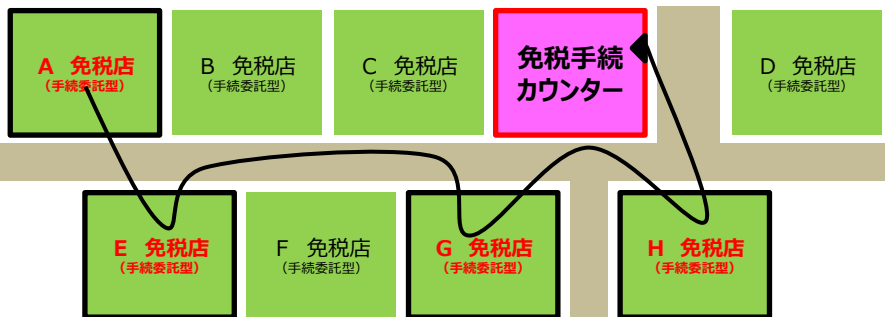 A 免税店
(手続委託型)
B 免税店
(手続委託型)
C 免税店
(手続委託型)
免税手続
カウンター
D 免税店
(手続委託型)
E 免税店
(手続委託型)
F 免税店
(手続委託型)
G 免税店
(手続委託型)
H 免税店
(手続委託型)